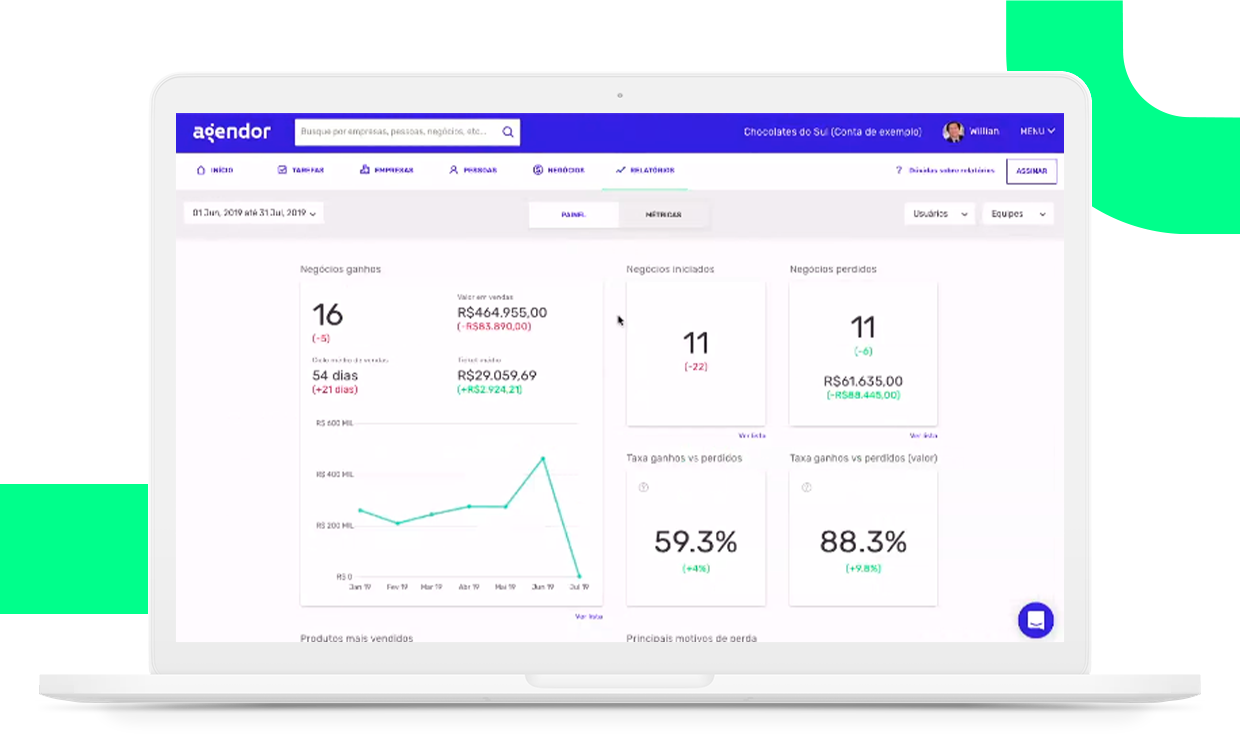 agendor
Busque por empresas, pessoas, negócios, etc...
Chocolates do Sul (Conta de exemplo)
Willian
MENU
INÍCIO
TAREFAS
EMPRESAS
PESSOAS
NEGÓCIOS
RELATÓRIOS
? Dúvidas sobre relatórios
ASSINAR
01 Jun, 2019 até 31 Jul, 2019
PAINEL
MÉTRICAS
Usuários
Equipes
Negócios ganhos
16
(-5)
Valor em vendas
R$464.955,00
(-R$83.890,00)
Ciclo médio de vendas
54 dias
(+21 dias)
Ticket médio
R$29.059,69
(+R$2.924,21)
R$ 600 MIL
R$ 400 MIL
R$ 200 MIL
R$ 0
Jan 19
Fev 19
Mar 19
Abr 19
Mai 19
Jun 19
Jul 19
Ver lista
Negócios iniciados
11
(-22)
Ver lista
Negócios perdidos
11
(-6)
R$61.635,00
(-R$88.445,00)
Ver lista
Taxa ganhos vs perdidos
59.3%
(+4%)
Taxa ganhos vs perdidos (valor)
88.3%
(+9.8%)
Produtos mais vendidos
Principais motivos de perda